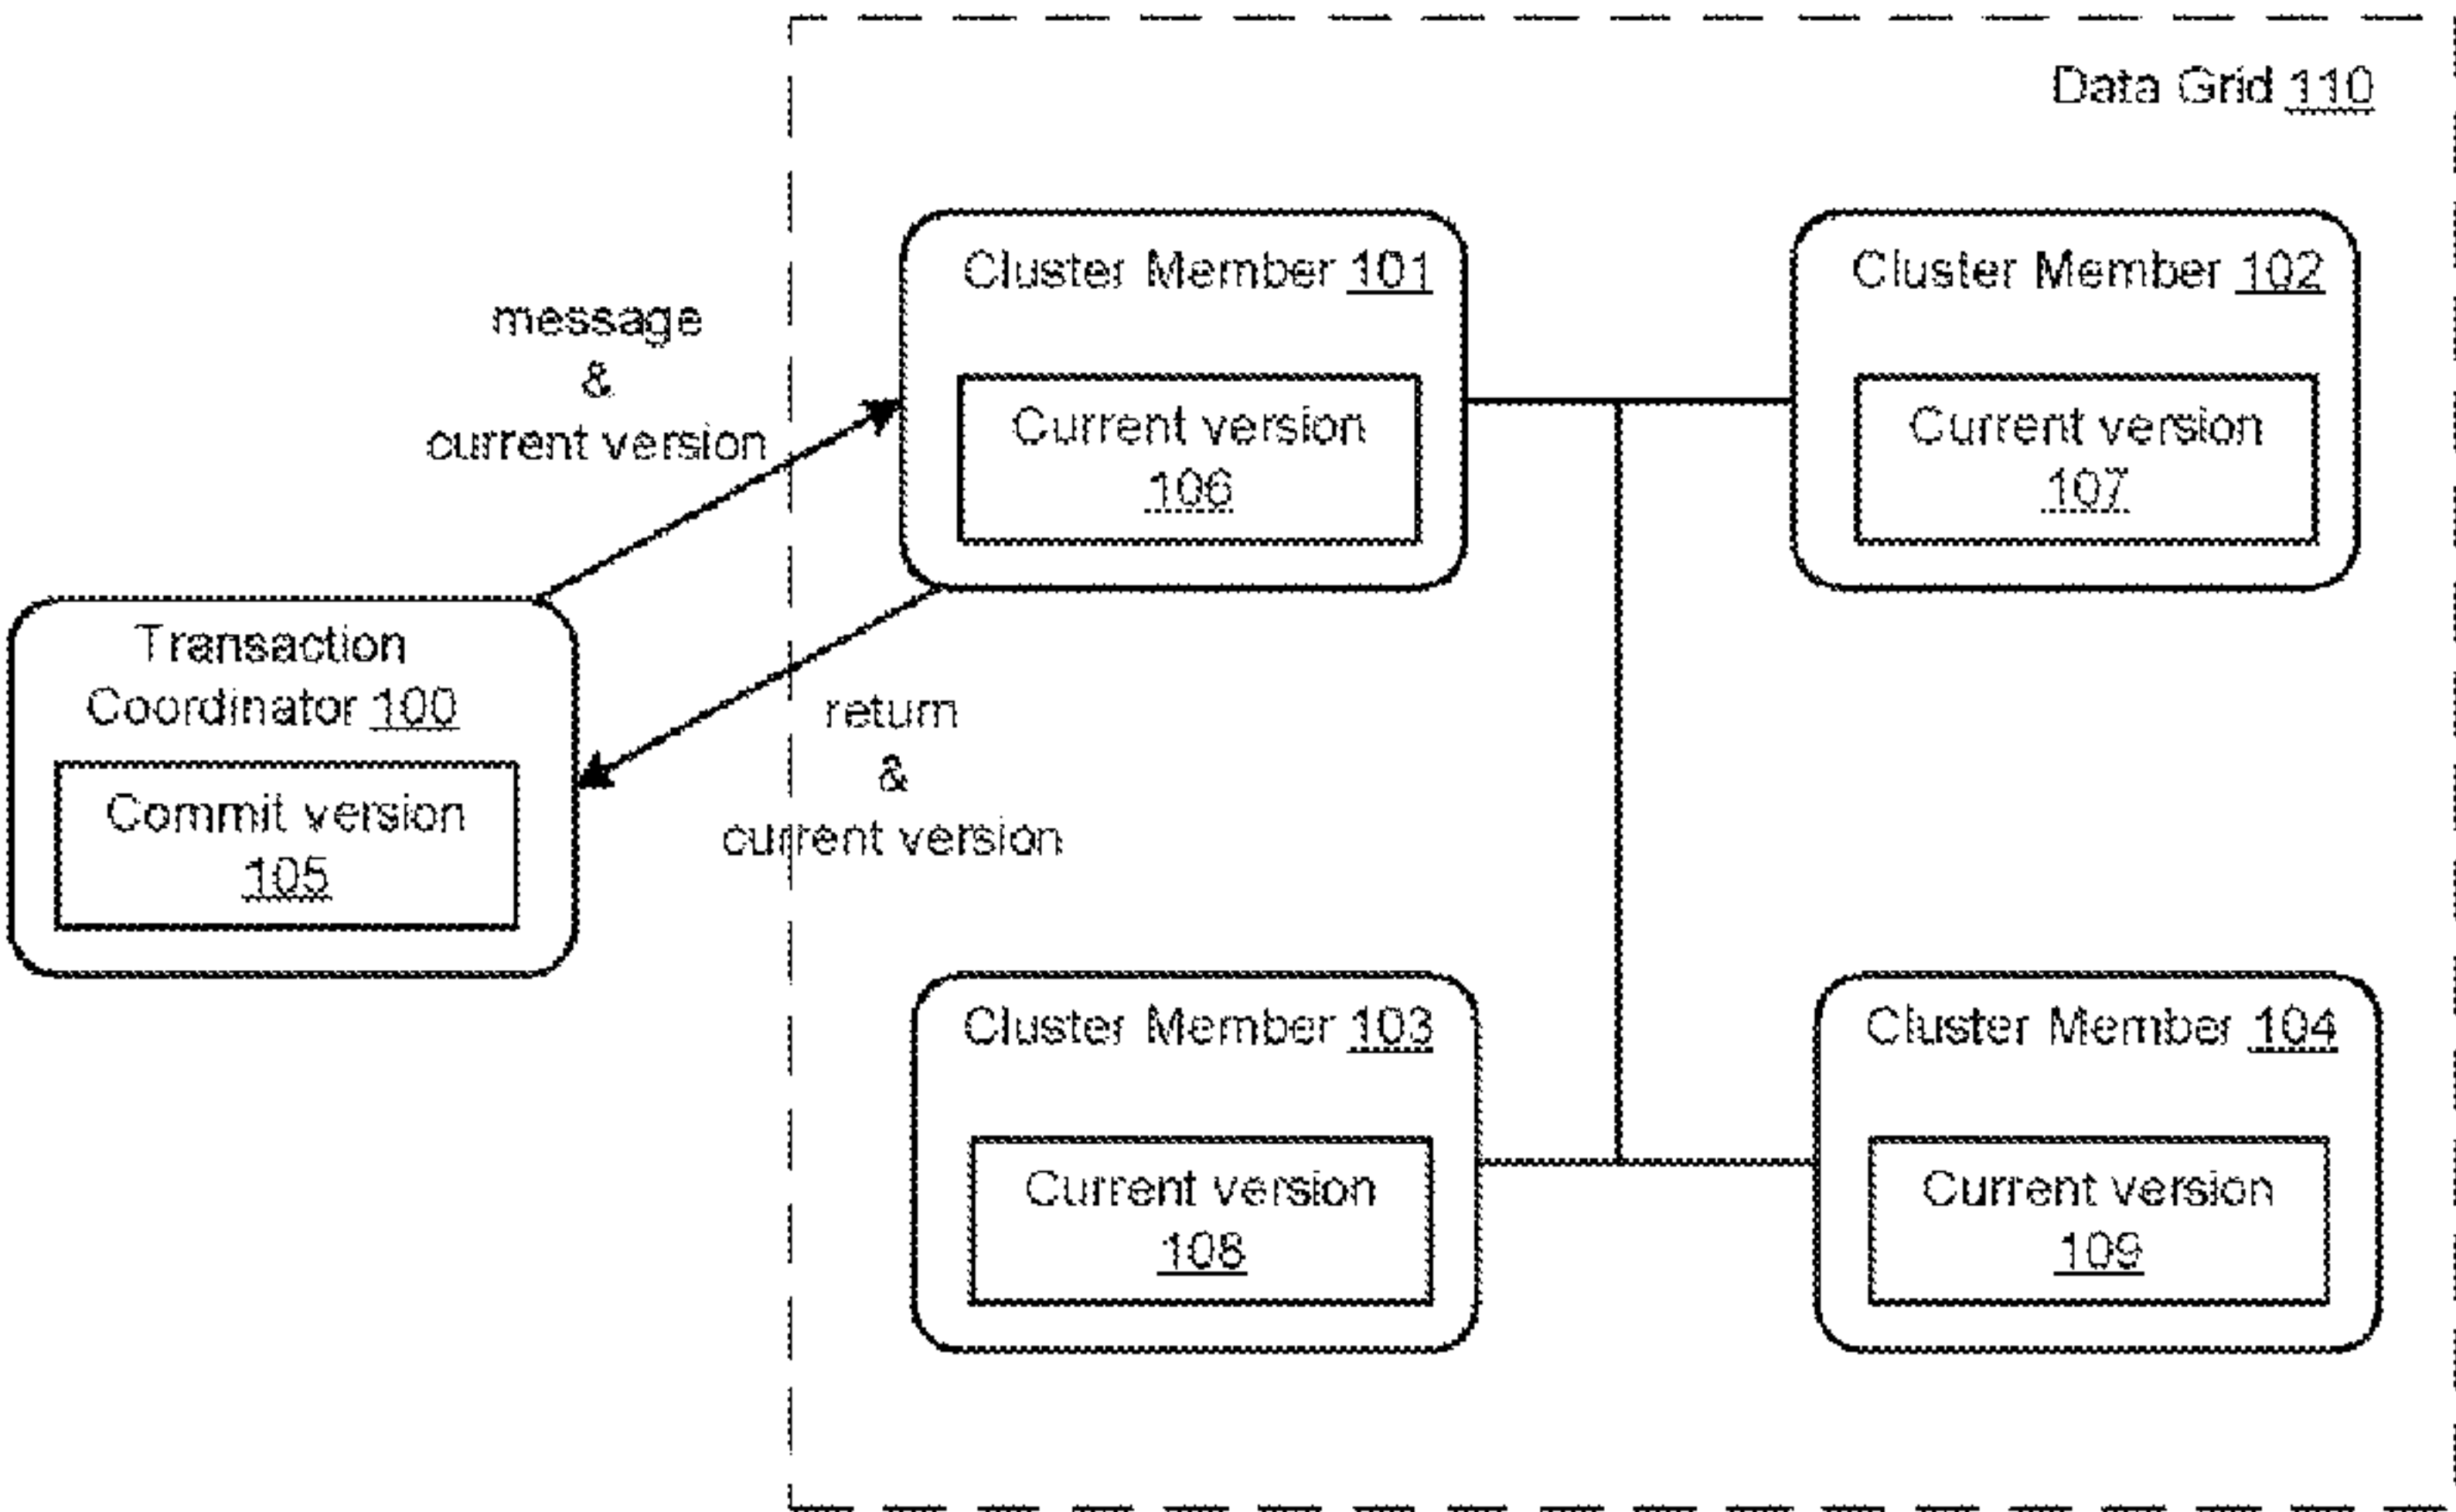 Data Grid 110
Cluster Member 101
Current version
106
Cluster Member 102
Current version
107
message
&
current version
Transaction
Coordinator 100
Commit version
105
return
&
current version
Cluster Member 103
Current version
108
Cluster Member 104
Current version
109